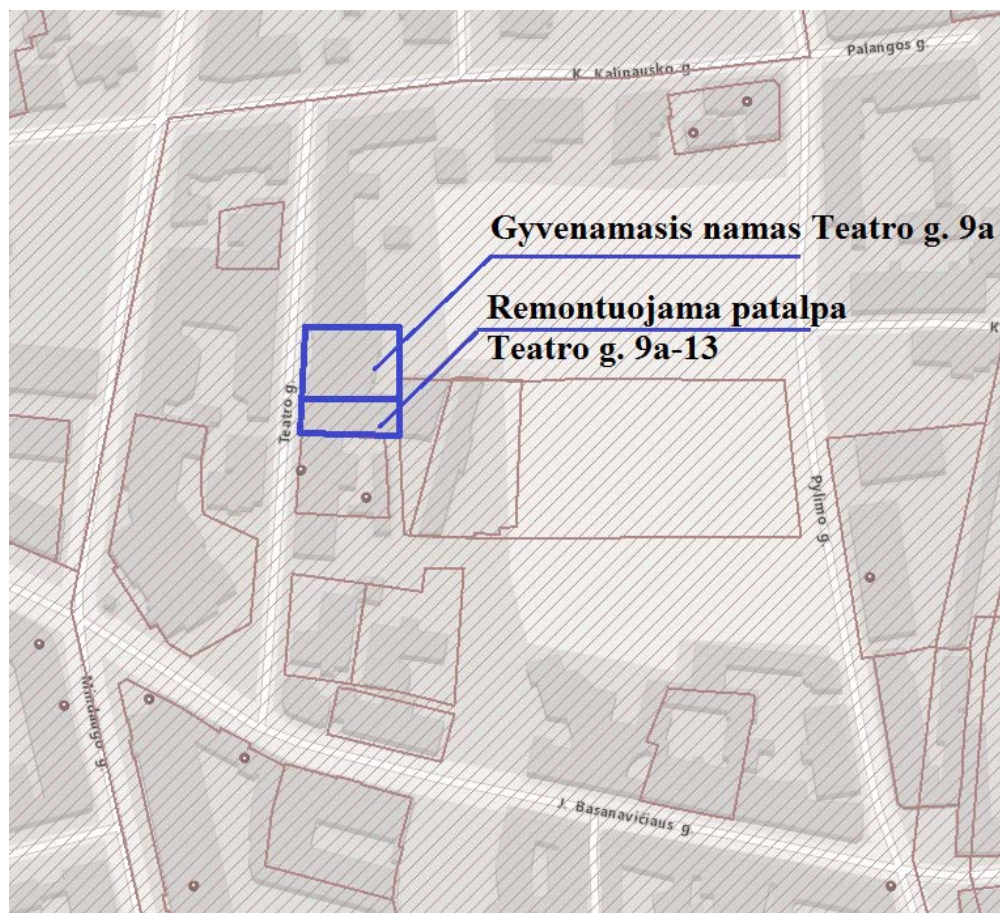 Palangos g.
K. Kalinausko g.
Gyvenamasis namas Teatro g. 9a
Remontuojama patalpa
Teatro g. 9a-13
K
Teatro g.
Pylimo g.
Mindaugo g.
J. Basanavičiaus g.